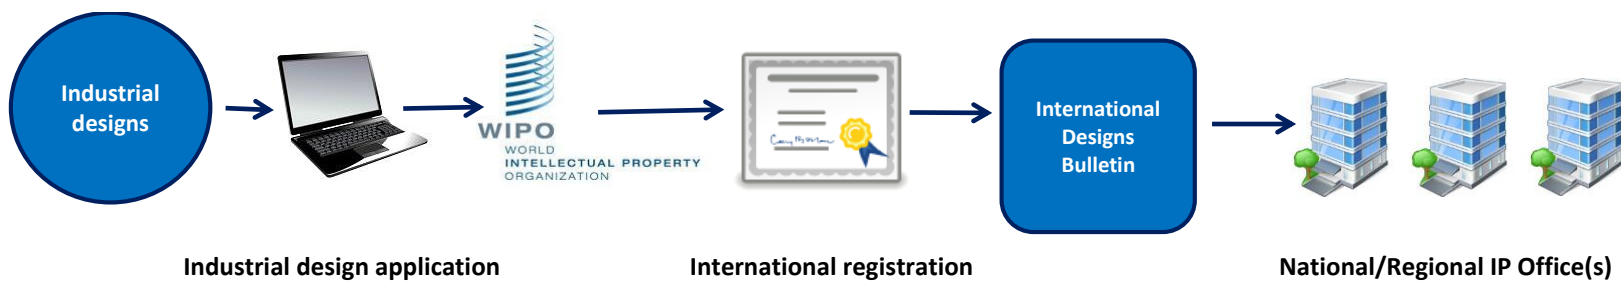 Industrial
designs
WIPO
WORLD
INTELLECTUAL PROPERTY
ORGANIZATION
International
Designs
Bulletin
Industrial design application
International registration
National/Regional IP Office(s)